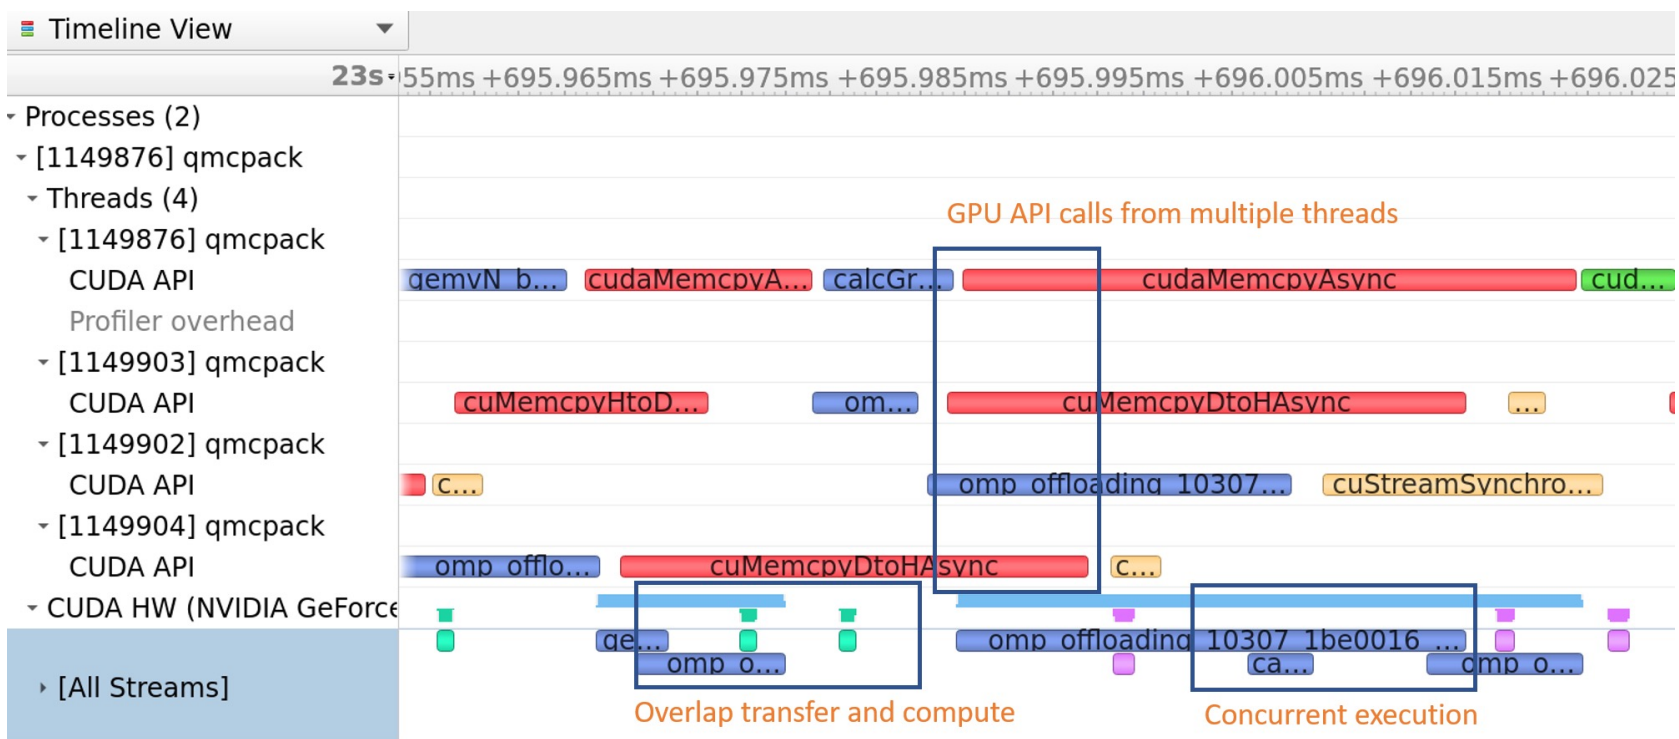 Timeline View
23s 55ms +695.965ms +695.975ms +695.985ms +695.995ms +696.005ms +696.015ms +696.025
Processes (2)
[1149876] qmcpack
Threads (4)
GPU API calls from multiple threads
[1149876] qmcpack
CUDA API gemvN_b... cudaMemcpyA... calcGr... cudaMemcpyAsync cud...
Profiler overhead
[1149903] qmcpack
CUDA API cuMemcpyHtoD... om... cuMemcpyDtoHAsync ...
[1149902] qmcpack
CUDA API c... omp_offloading_10307... cuStreamSynchro...
[1149904] qmcpack
CUDA API omp_offlo... cuMemcpyDtoHAsync c...
CUDA HW (NVIDIA GeForce
ge... omp_offloading_10307_1be0016_...
omp_o... ca... omp_o...
[All Streams]
Overlap transfer and compute Concurrent execution